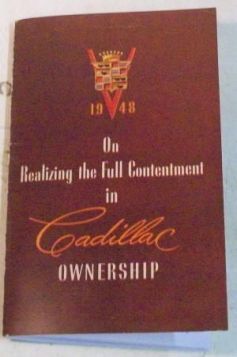 1948
On
Realizing the Full Contentment
in
Cadillac
OWNERSHIP